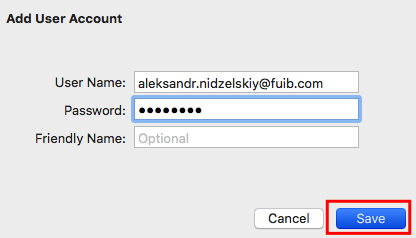 Add User Account
User Name: aleksandr.nidzelskiy@fuib.com
Password: ●●●●●●●●
Friendly Name: Optional
Cancel Save